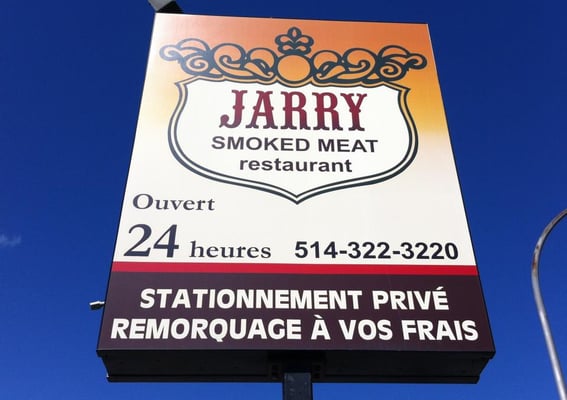 JARRY
SMOKED MEAT
restaurant
Ouvert
24 heures 514-322-3220
STATIONNEMENT PRIVÉ
REMORQUAGE À VOS FRAIS